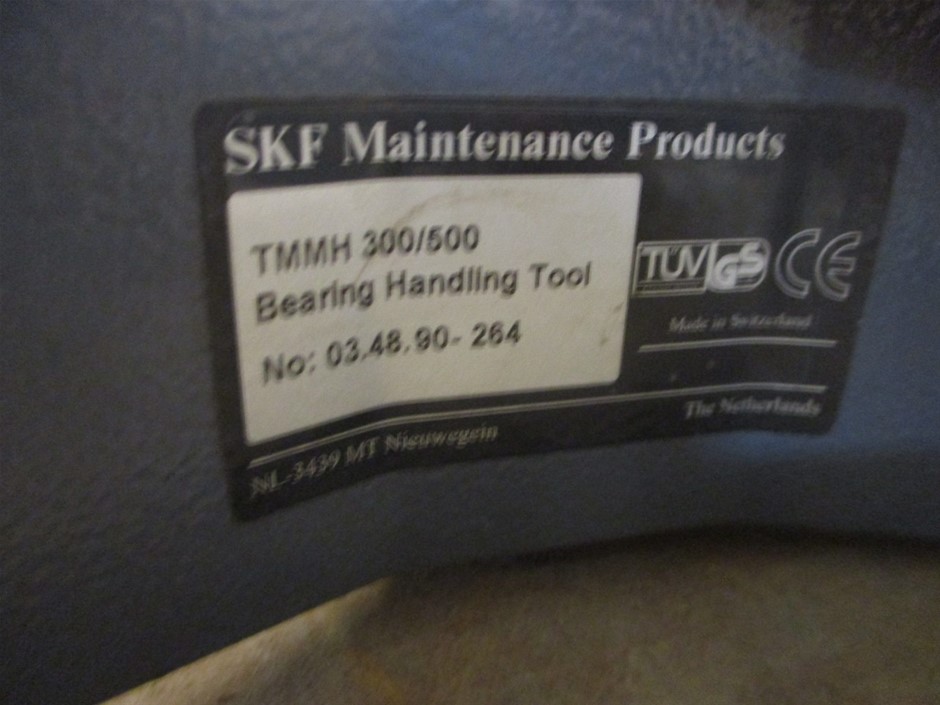 SKF Maintenance Products
TMMH 300/500
Bearing Handling Tool
No: 03.48.90- 264
TÜV GS CE
Made in Switzerland
NL-3439 MT Nieuwegein
The Netherlands